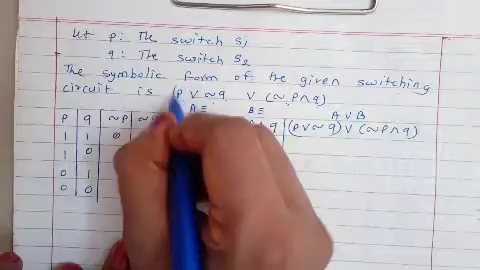 Let p: The switch S1
q: The switch S2
The symbolic form of the given switching
circuit is (p ∨ ~q ∨ (~p∧q)
A ≡ B ≡ A ∨ B
p q ~p q (p∨~q) ∨ (~p∧q)
1 1 0
1 0
0 1
0 0